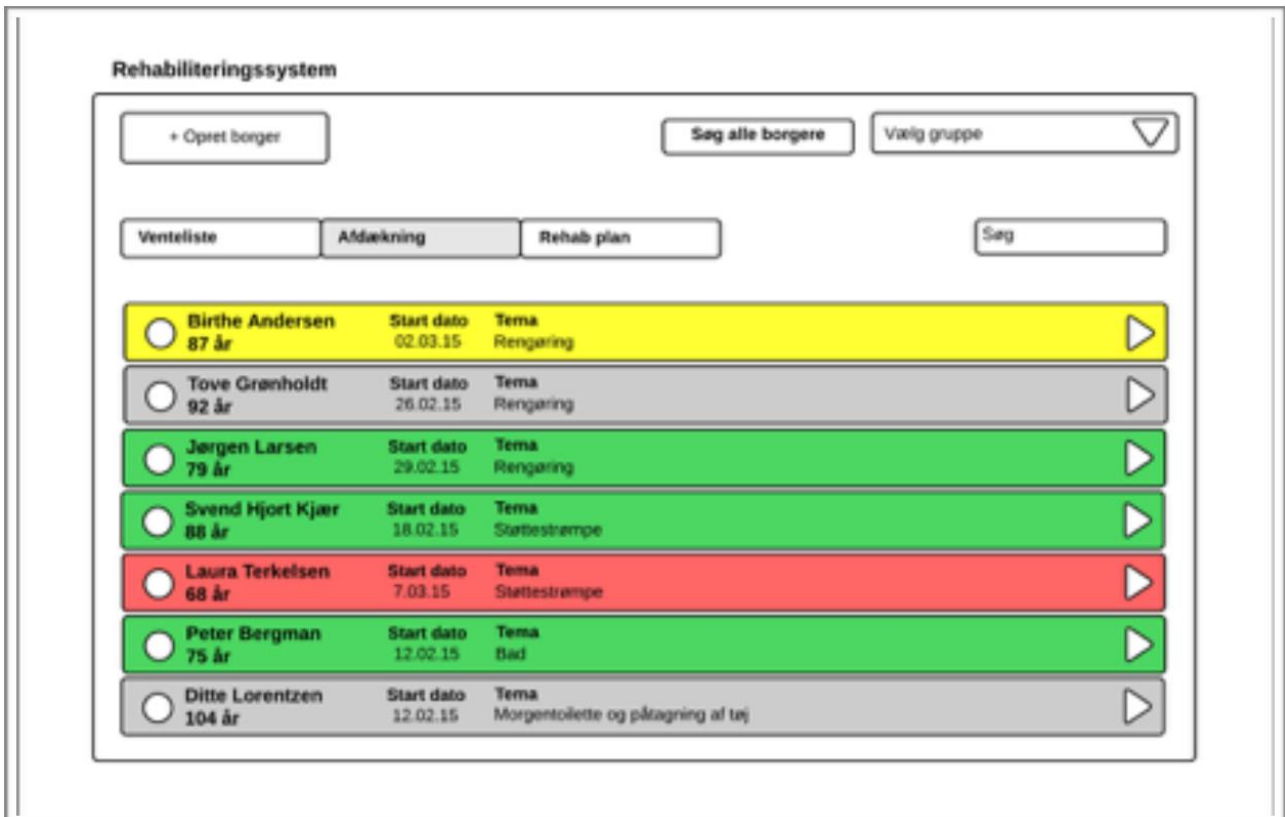 Rehabiliteringssystem
+ Opret borger
Søg alle borgere
Vælg gruppe
Venteliste
Afdækning
Rehab plan
Søg
Birthe Andersen Start dato Tema
87 år 02.03.15 Rengøring
Tove Grønholdt Start dato Tema
92 år 26.02.15 Rengøring
Jørgen Larsen Start dato Tema
79 år 29.02.15 Rengøring
Svend Hjort Kjær Start dato Tema
88 år 18.02.15 Støttestrømpe
Laura Terkelsen Start dato Tema
68 år 7.03.15 Støttestrømpe
Peter Bergman Start dato Tema
75 år 12.02.15 Bad
Ditte Lorentzen Start dato Tema
104 år 12.02.15 Morgentoilette og påtagning af tøj